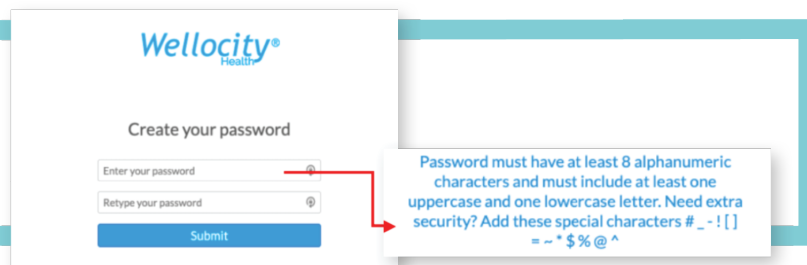 Wellocity®
Health
Create your password
Enter your password
Retype your password
Submit
Password must have at least 8 alphanumeric
characters and must include at least one
uppercase and one lowercase letter. Need extra
security? Add these special characters # _ - ! [ ]
= ~ * $ % @ ^